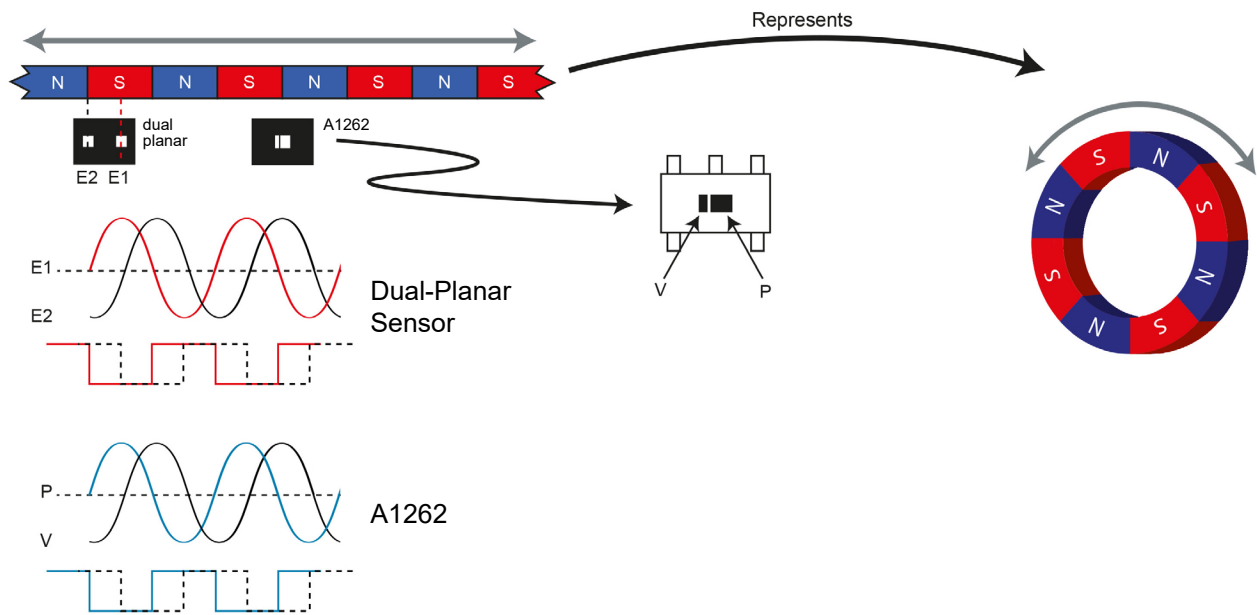 Represents
N S N S N S N S
dual
planar
A1262
E2 E1
V P
S N
N S
S N
N S
E1
E2
Dual-Planar
Sensor
P
V
A1262